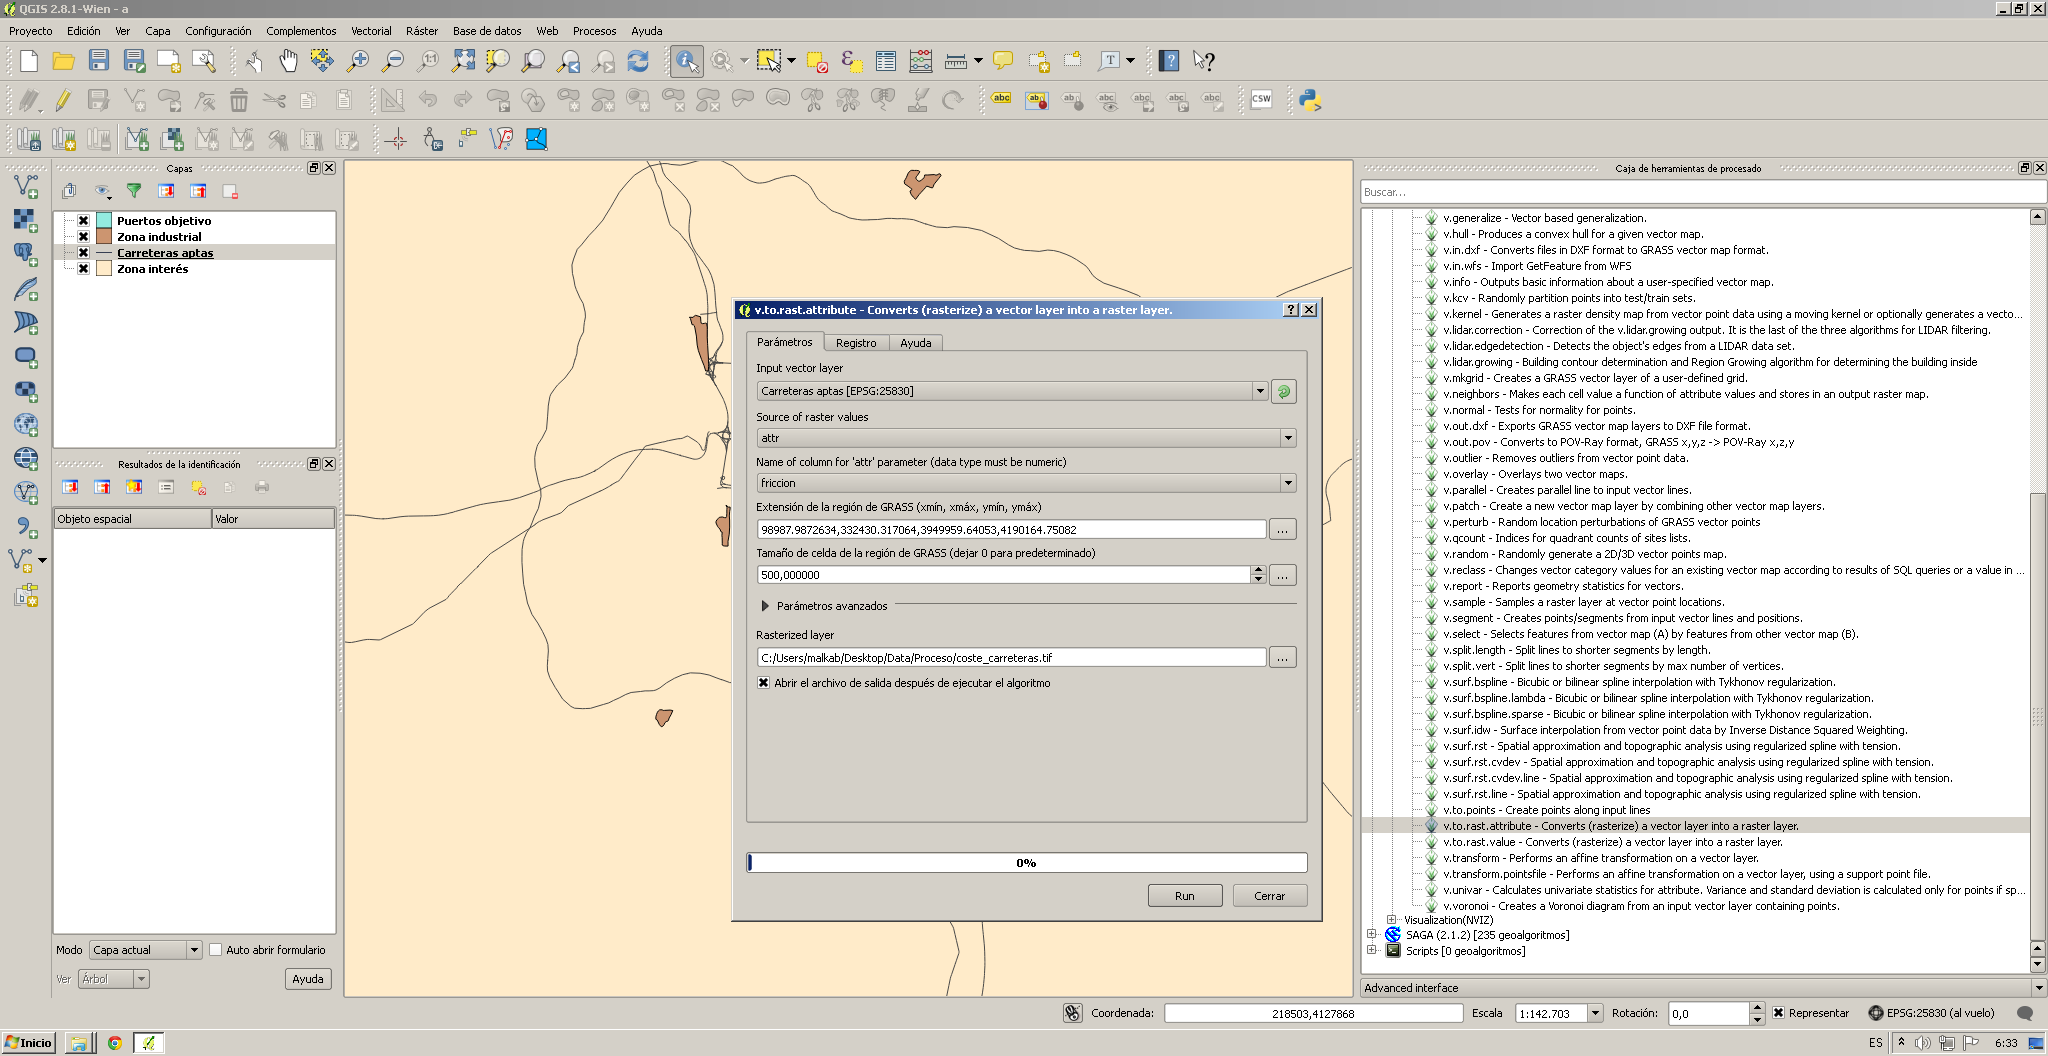 QGIS 2.8.1-Wien - a
Proyecto Edición Ver Capa Configuración Complementos Vectorial Ráster Base de datos Web Procesos Ayuda
Capas
Puertos objetivo
Zona industrial
Carreteras aptas
Zona interés
Resultados de la identificación
Objeto espacial Valor
Modo Capa actual Auto abrir formulario
Ver Árbol Ayuda
v.to.rast.attribute - Converts (rasterize) a vector layer into a raster layer.
Parámetros Registro Ayuda
Input vector layer
Carreteras aptas [EPSG:25830]
Source of raster values
attr
Name of column for 'attr' parameter (data type must be numeric)
friccion
Extensión de la región de GRASS (xmín, xmáx, ymín, ymáx)
98987.9872634,332430.317064,3949959.64053,4190164.75082
...
Tamaño de celda de la región de GRASS (dejar 0 para predeterminado)
500,000000
...
Parámetros avanzados
Rasterized layer
C:/Users/malkab/Desktop/Data/Proceso/coste_carreteras.tif
...
Abrir el archivo de salida después de ejecutar el algoritmo
0%
Run Cerrar
Caja de herramientas de procesado
Buscar...
v.generalize - Vector based generalization.
v.hull - Produces a convex hull for a given vector map.
v.in.dxf - Converts files in DXF format to GRASS vector map format.
v.in.wfs - Import GetFeature from WFS
v.info - Outputs basic information about a user-specified vector map.
v.kcv - Randomly partition points into test/train sets.
v.kernel - Generates a raster density map from vector point data using a moving kernel or optionally generates a vecto...
v.lidar.correction - Correction of the v.lidar.growing output. It is the last of the three algorithms for LIDAR filtering.
v.lidar.edgedetection - Detects the object's edges from a LIDAR data set.
v.lidar.growing - Building contour determination and Region Growing algorithm for determining the building inside
v.mkgrid - Creates a GRASS vector layer of a user-defined grid.
v.neighbors - Makes each cell value a function of attribute values and stores in an output raster map.
v.normal - Tests for normality for points.
v.out.dxf - Exports GRASS vector map layers to DXF file format.
v.out.pov - Converts to POV-Ray format, GRASS x,y,z -> POV-Ray x,z,y
v.outlier - Removes outliers from vector point data.
v.overlay - Overlays two vector maps.
v.parallel - Creates parallel line to input vector lines.
v.patch - Create a new vector map layer by combining other vector map layers.
v.perturb - Random location perturbations of GRASS vector points
v.qcount - Indices for quadrant counts of sites lists.
v.random - Randomly generate a 2D/3D vector points map.
v.reclass - Changes vector category values for an existing vector map according to results of SQL queries or a value in ...
v.report - Reports geometry statistics for vectors.
v.sample - Samples a raster layer at vector point locations.
v.segment - Creates points/segments from input vector lines and positions.
v.select - Selects features from vector map (A) by features from other vector map (B).
v.split.length - Split lines to shorter segments by length.
v.split.vert - Split lines to shorter segments by max number of vertices.
v.surf.bspline - Bicubic or bilinear spline interpolation with Tykhonov regularization.
v.surf.bspline.lambda - Bicubic or bilinear spline interpolation with Tykhonov regularization.
v.surf.bspline.sparse - Bicubic or bilinear spline interpolation with Tykhonov regularization.
v.surf.idw - Surface interpolation from vector point data by Inverse Distance Squared Weighting.
v.surf.rst - Spatial approximation and topographic analysis using regularized spline with tension.
v.surf.rst.cvdev - Spatial approximation and topographic analysis using regularized spline with tension.
v.surf.rst.cvdev.line - Spatial approximation and topographic analysis using regularized spline with tension.
v.surf.rst.line - Spatial approximation and topographic analysis using regularized spline with tension.
v.to.points - Create points along input lines
v.to.rast.attribute - Converts (rasterize) a vector layer into a raster layer.
v.to.rast.value - Converts (rasterize) a vector layer into a raster layer.
v.transform - Performs an affine transformation on a vector layer.
v.transform.pointsfile - Performs an affine transformation on a vector layer, using a support point file.
v.univar - Calculates univariate statistics for attribute. Variance and standard deviation is calculated only for points if sp...
v.voronoi - Creates a Voronoi diagram from an input vector layer containing points.
Visualization(NVIZ)
SAGA (2.1.2) [235 geoalgoritmos]
Scripts [0 geoalgoritmos]
Advanced interface
Coordenada: 218503,4127868 Escala 1:142.703 Rotación: 0,0 Representar EPSG:25830 (al vuelo)
Inicio ES 6:33